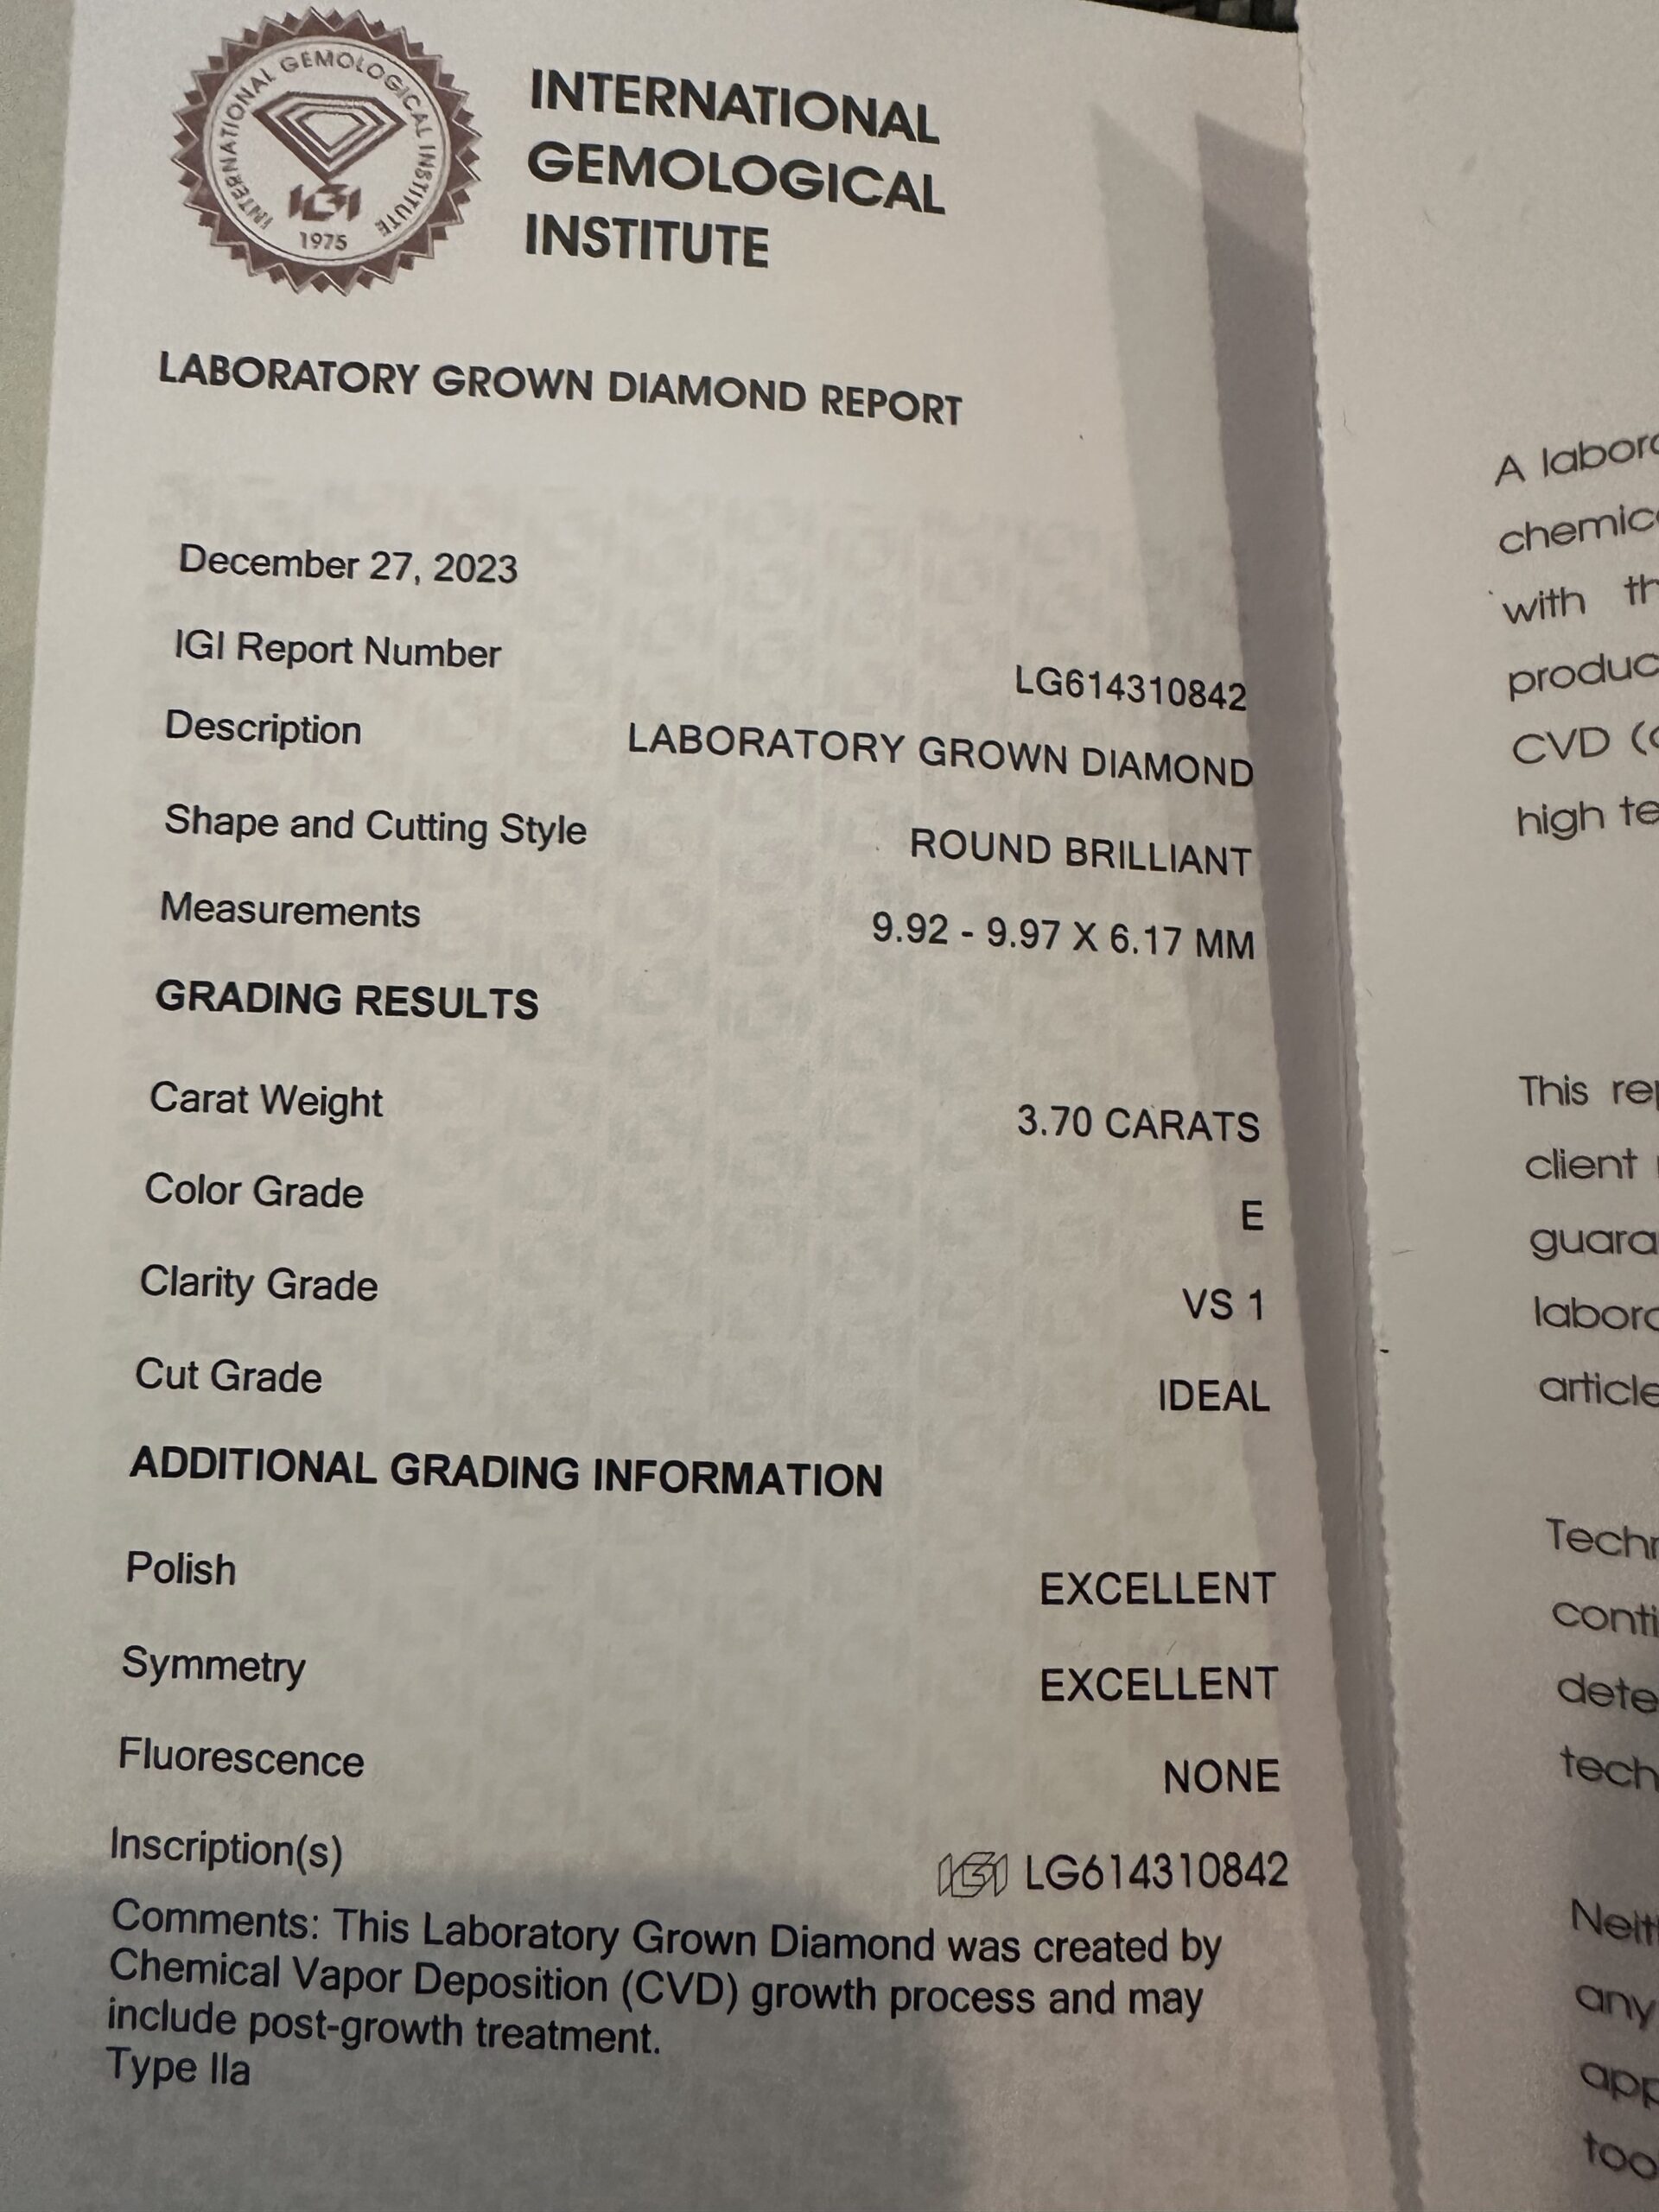 INTERNATIONAL GEMOLOGICAL INSTITUTE
IGI
1975
INTERNATIONAL
GEMOLOGICAL
INSTITUTE
LABORATORY GROWN DIAMOND REPORT
December 27, 2023
IGI Report Number LG614310842
Description LABORATORY GROWN DIAMOND
Shape and Cutting Style ROUND BRILLIANT
Measurements 9.92 - 9.97 X 6.17 MM
GRADING RESULTS
Carat Weight 3.70 CARATS
Color Grade E
Clarity Grade VS 1
Cut Grade IDEAL
ADDITIONAL GRADING INFORMATION
Polish EXCELLENT
Symmetry EXCELLENT
Fluorescence NONE
Inscription(s) IGI LG614310842
Comments: This Laboratory Grown Diamond was created by
Chemical Vapor Deposition (CVD) growth process and may
include post-growth treatment.
Type IIa
A
with
CVD
high
This
client